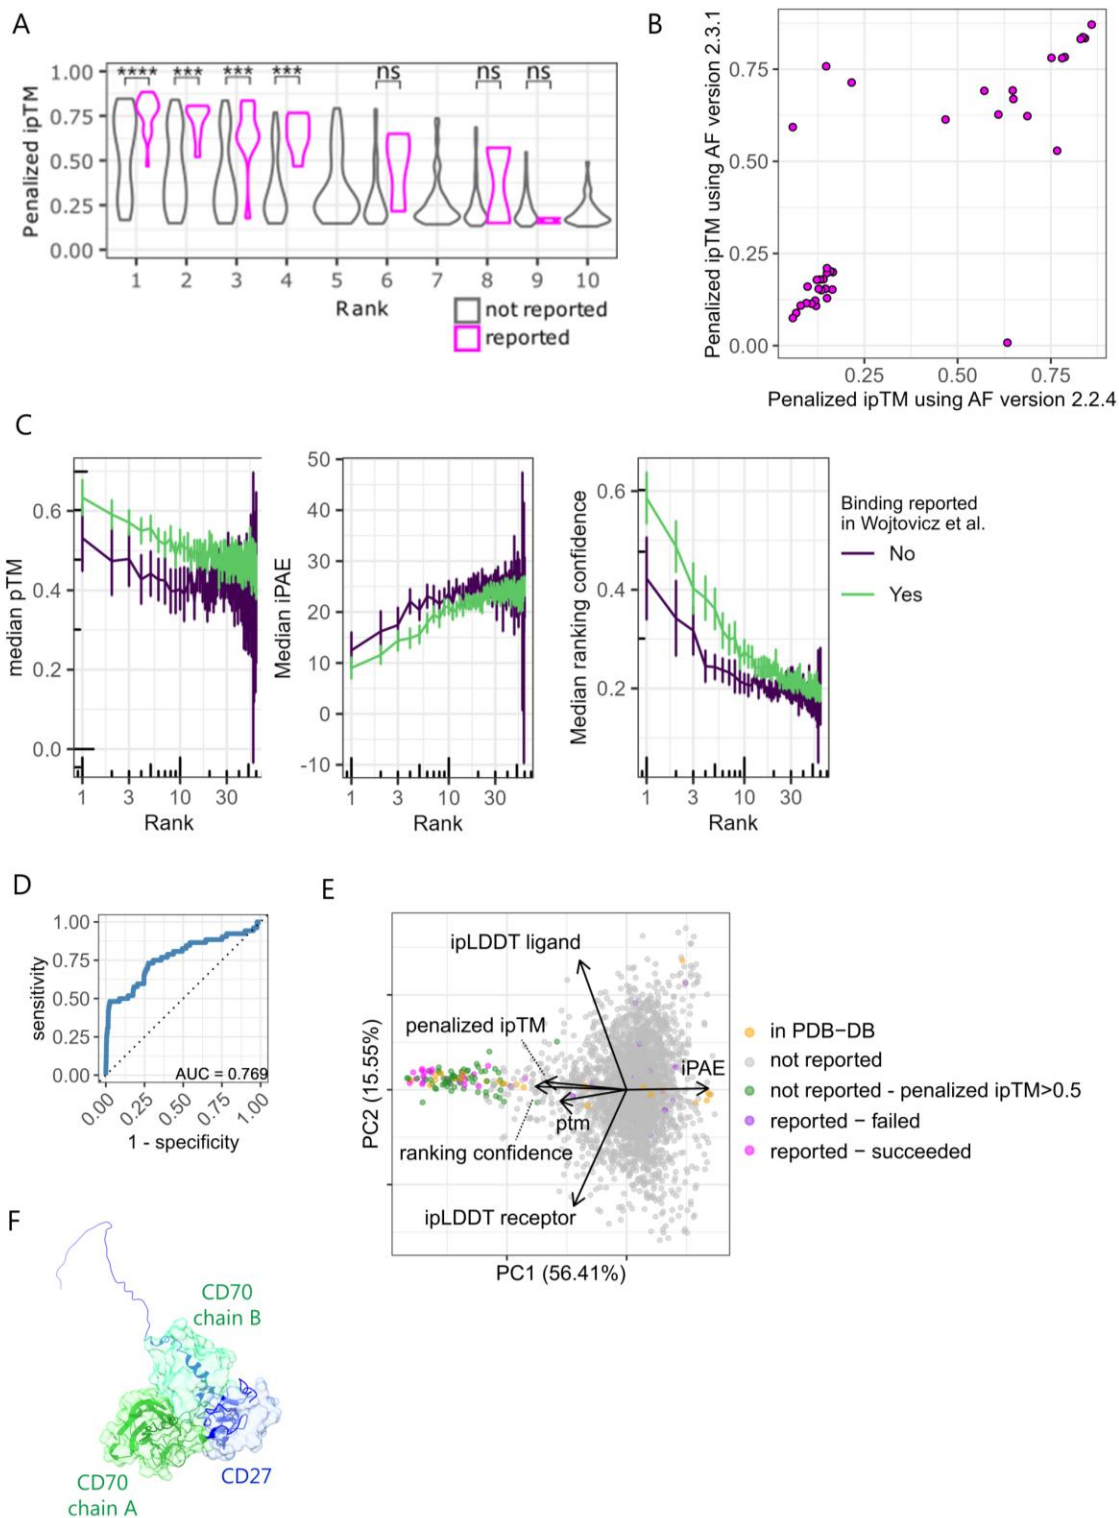 A
Penalized ipTM
1.00
0.75
0.50
0.25
0.00
**** *** *** *** ns ns ns
1 2 3 4 5 6 7 8 9 10
Rank
not reported
reported
B
Penalized ipTM using AF version 2.3.1
0.75
0.50
0.25
0.00
0.25 0.50 0.75
Penalized ipTM using AF version 2.2.4
C
median pTM
0.6
0.4
0.2
0.0
1 3 10 30
Rank
Median iPAE
50
40
30
20
10
0
-10
1 3 10 30
Rank
Median ranking confidence
0.6
0.4
0.2
1 3 10 30
Rank
Binding reported
in Wojtovicz et al.
No
Yes
D
sensitivity
1.00
0.75
0.50
0.25
0.00
AUC = 0.769
0.00 0.25 0.50 0.75 1.00
1 - specificity
E
ipLDDT ligand
penalized ipTM
iPAE
ptm
ranking confidence
ipLDDT receptor
PC2 (15.55%)
PC1 (56.41%)
in PDB-DB
not reported
not reported - penalized ipTM>0.5
reported - failed
reported - succeeded
F
CD70
chain B
CD70
chain A
CD27